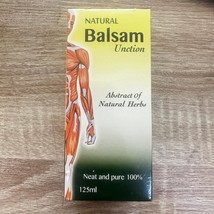 NATURAL
Balsam
Unction
Abstract Of
Natural Herbs
Neat and pure 100%
125ml